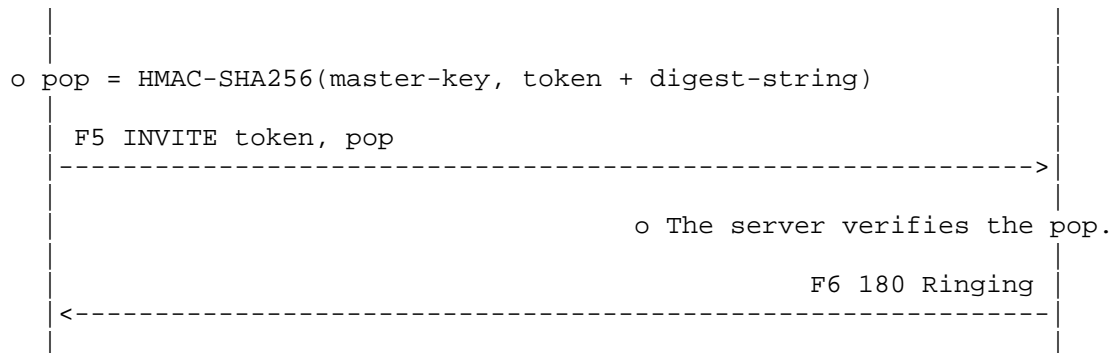 o pop = HMAC-SHA256(master-key, token + digest-string)
F5 INVITE token, pop
o The server verifies the pop.
F6 180 Ringing